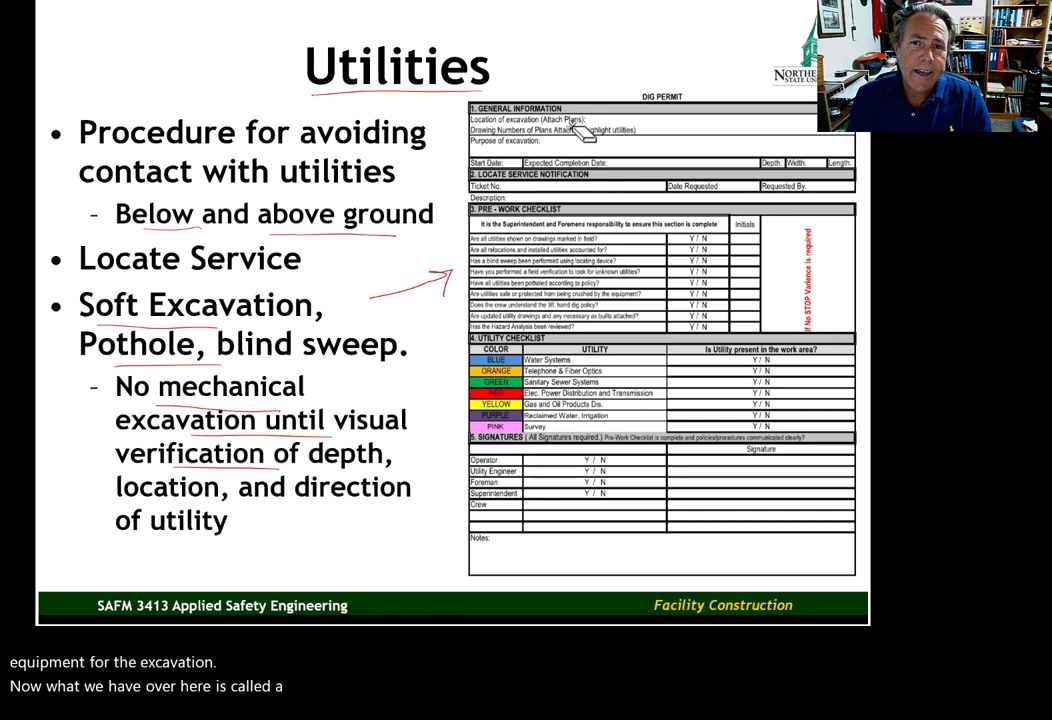 Utilities
• Procedure for avoiding
contact with utilities
- Below and above ground
• Locate Service
• Soft Excavation,
Pothole, blind sweep.
- No mechanical
excavation until visual
verification of depth,
location, and direction
of utility
NORTHE
STATE UN
DIG PERMIT
1. GENERAL INFORMATION
Location of excavation (Attach Plans):
Drawing Numbers of Plans highlight utilities)
Purpose of excavation:
Start Date: Expected Completion Date: Depth: Width: Length:
2. LOCATE SERVICE NOTIFICATION
Ticket No. Date Requested Requested By.
Description:
3. PRE - WORK CHECKLIST
It is the Superintendent and Foremens responsibility to ensure this section is complete Initials
Are all utilities shown on drawings marked in field? Y / N
Are all relocations and installed utilities accounted for? Y / N
Has a blind sweep been performed using locating device? Y / N
Have you performed a field verification to look for unknown utilities? Y / N
Have all utilities been potholed according to policy? Y / N
Are utilities safe or protected from being crushed by the equipment? Y / N
Does the crew understand the 3ft. hand dig policy? Y / N
Are updated utility drawings and any necessary as builts attached? Y / N
Has the Hazard Analysis been reviewed? Y / N
If No STOP Varience is required
4. UTILITY CHECKLIST
COLOR UTILITY Is Utility present in the work area?
BLUE Water Systems Y / N
ORANGE Telephone & Fiber Optics Y / N
GREEN Sanitary Sewer Systems Y / N
RED Elec. Power Distribution and Transmission Y / N
YELLOW Gas and Oil Products Dis. Y / N
PURPLE Reclaimed Water, Irrigation Y / N
PINK Survey Y / N
5. SIGNATURES ( All Signatures required.) Pre-Work Checklist is complete and policies/procedures communicated clearly?
Signature
Operator Y / N
Utility Engineer Y / N
Foreman Y / N
Superintendent Y / N
Crew
Notes:
SAFM 3413 Applied Safety Engineering Facility Construction
equipment for the excavation.
Now what we have over here is called a